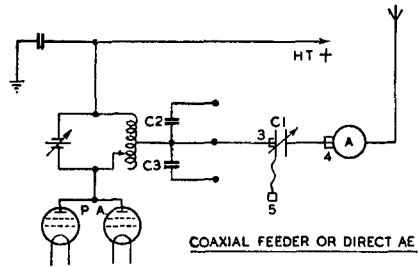 HT +
C2
C1
3
C3
4
A
5
P A
COAXIAL FEEDER OR DIRECT AE